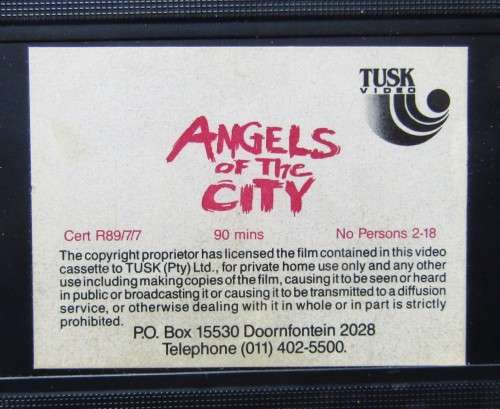 TUSK
VIDEO
ANGELS
OF THE
CITY
Cert R89/7/7 90 mins No Persons 2-18
The copyright proprietor has licensed the film contained in this video
cassette to TUSK (Pty) Ltd., for private home use only and any other
use including making copies of the film, causing it to be seen or heard
in public or broadcasting it or causing it to be transmitted to a diffusion
service, or otherwise dealing with it in whole or in part is strictly
prohibited.
P.O. Box 15530 Doornfontein 2028
Telephone (011) 402-5500.